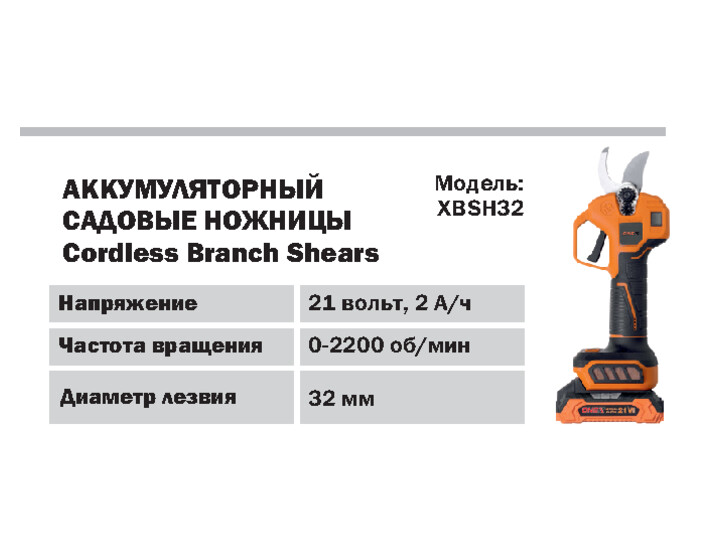 АККУМУЛЯТОРНЫЙ
САДОВЫЕ НОЖНИЦЫ
Cordless Branch Shears
Модель:
XBSH32
Напряжение 21 вольт, 2 А/ч
Частота вращения 0-2200 об/мин
Диаметр лезвия 32 мм